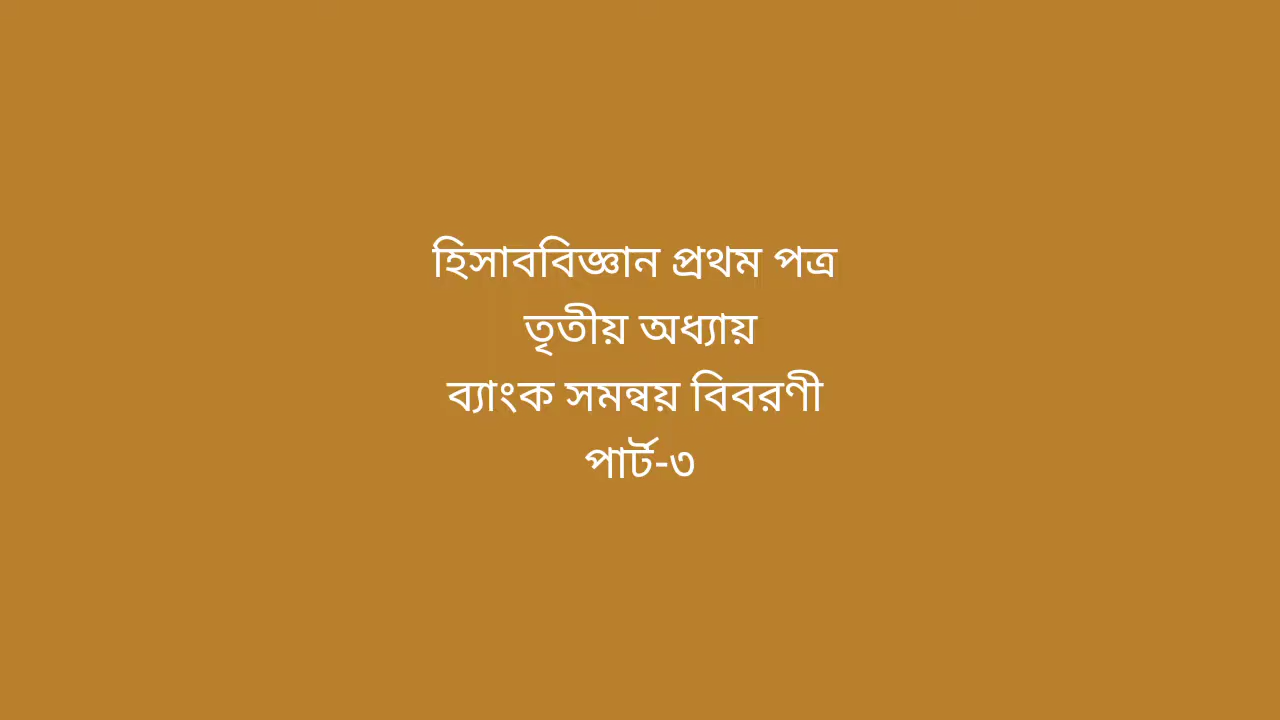 হিসাববিজ্ঞান প্রথম পত্র
তৃতীয় অধ্যায়
ব্যাংক সমন্বয় বিবরণী
পার্ট-৩